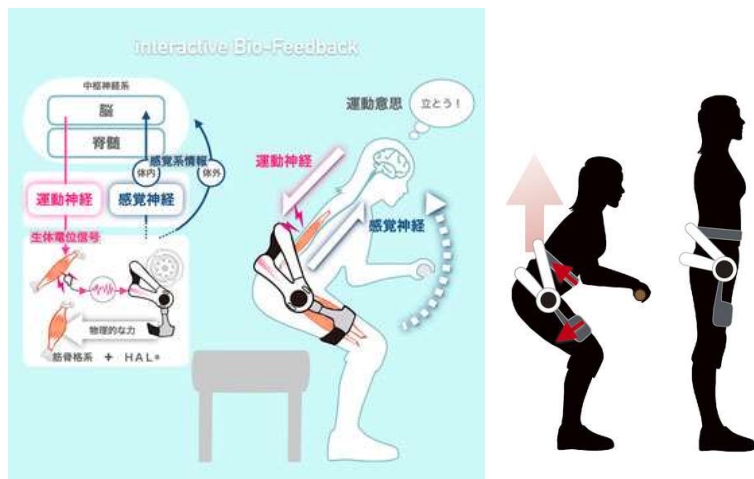 interactive Bio-Feedback
中枢神経系
脳
脊髄
感覚系情報
体内
体外
運動神経
感覚神経
生体電位信号
物理的な力
筋骨格系 + HAL®
運動意思
立とう！
運動神経
感覚神経